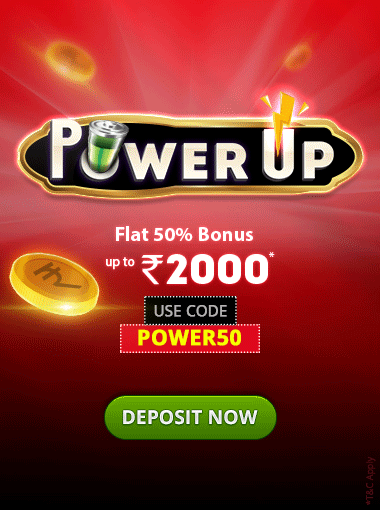 POWER UP
Flat 50% Bonus
up to ₹2000*
USE CODE
POWER50
DEPOSIT NOW
*T&C Apply